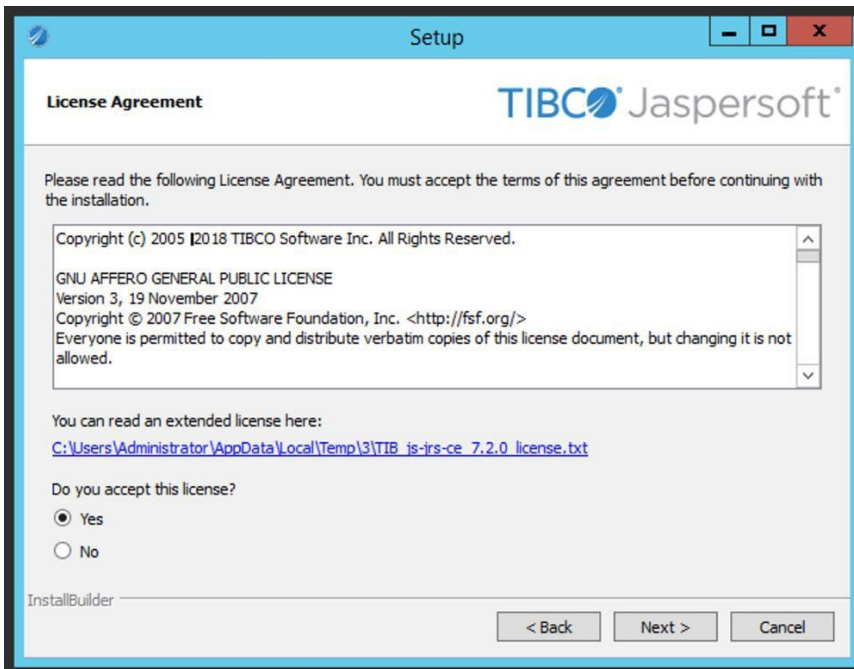 Setup
License Agreement
TIBCO Jaspersoft
Please read the following License Agreement. You must accept the terms of this agreement before continuing with
the installation.
Copyright (c) 2005 2018 TIBCO Software Inc. All Rights Reserved.
GNU AFFERO GENERAL PUBLIC LICENSE
Version 3, 19 November 2007
Copyright © 2007 Free Software Foundation, Inc. <http://fsf.org/>
Everyone is permitted to copy and distribute verbatim copies of this license document, but changing it is not
allowed.
You can read an extended license here:
C:\Users\Administrator\AppData\Local\Temp\3\TIB_js-jrs-ce_7.2.0_license.txt
Do you accept this license?
Yes
No
InstallBuilder
< Back
Next >
Cancel